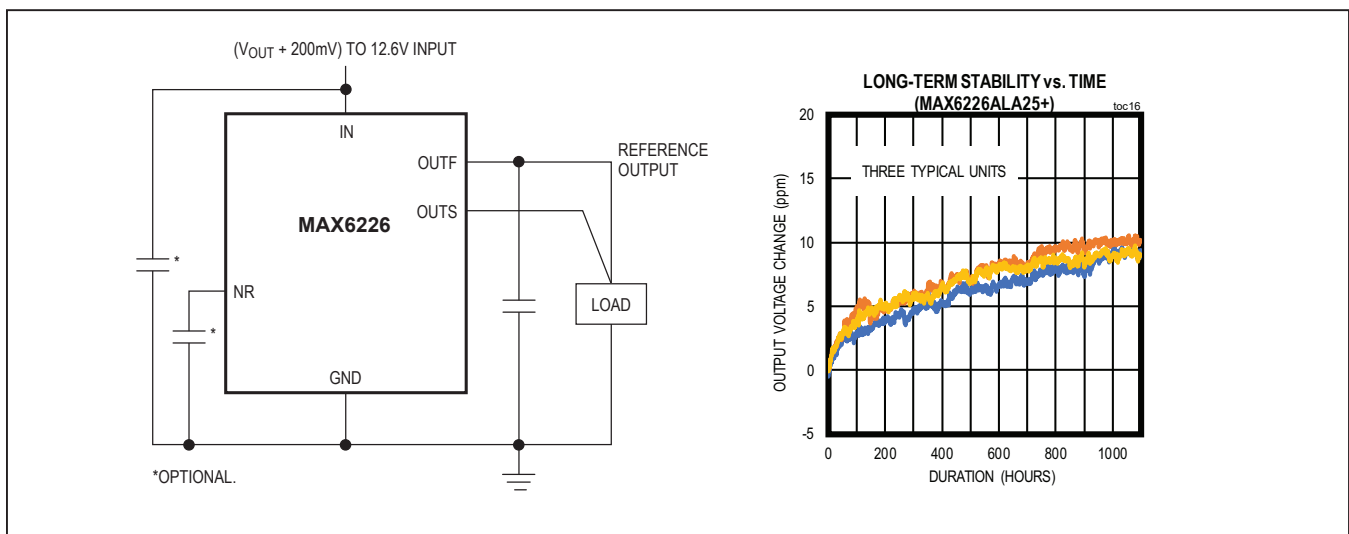 (VOUT + 200mV) TO 12.6V INPUT
IN
OUTF
REFERENCE
OUTPUT
OUTS
MAX6226
*
NR
*
LOAD
GND
*OPTIONAL.
LONG-TERM STABILITY vs. TIME
(MAX6226ALA25+)
toc16
THREE TYPICAL UNITS
OUTPUT VOLTAGE CHANGE (ppm)
20
15
10
5
0
-5
0 200 400 600 800 1000
DURATION (HOURS)